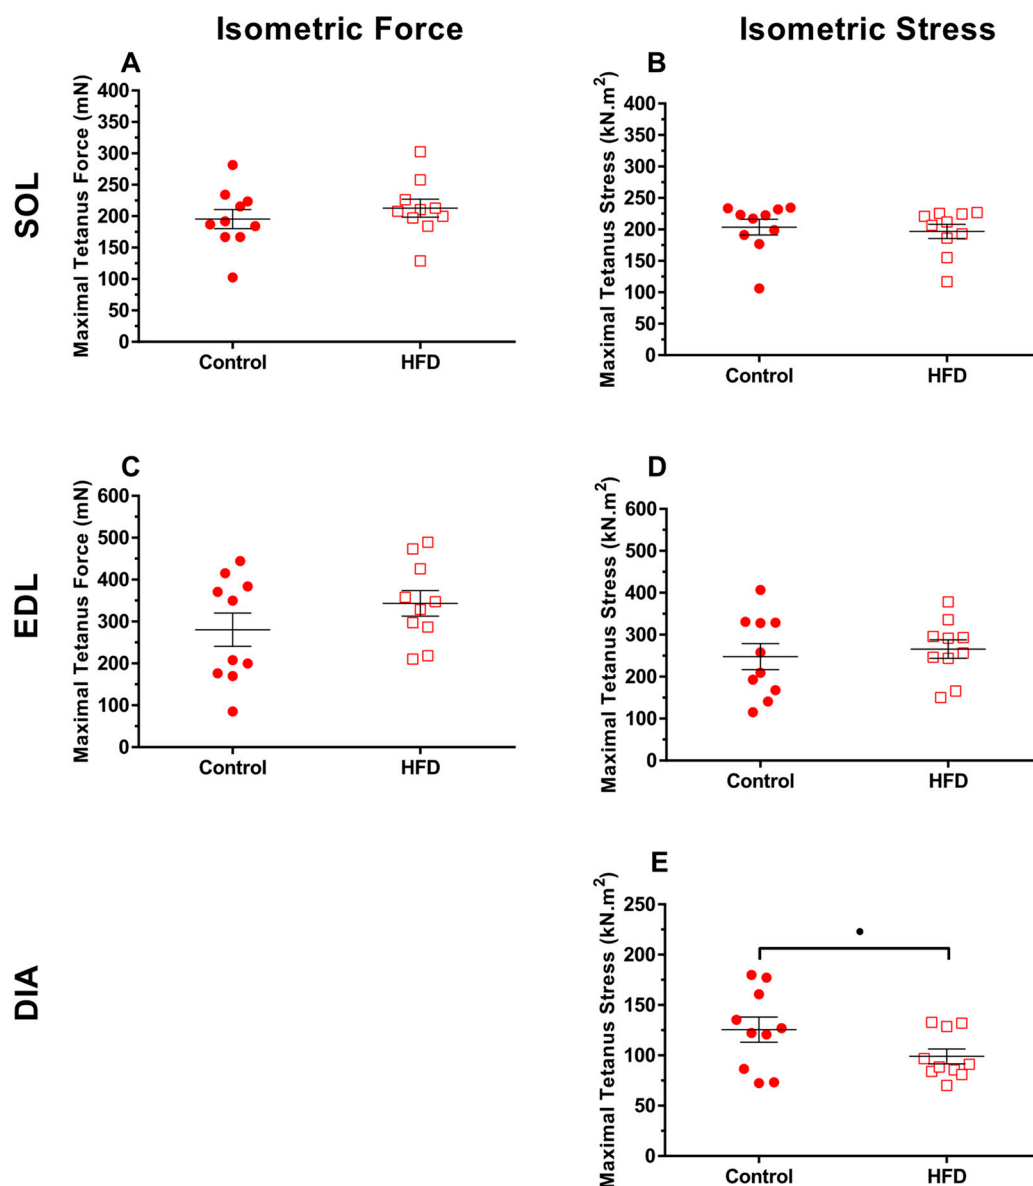 Isometric Force
Isometric Stress
SOL
A
Maximal Tetanus Force (mN)
400
350
300
250
200
150
100
50
0
Control
HFD
B
Maximal Tetanus Stress (kN.m²)
400
350
300
250
200
150
100
50
0
Control
HFD
EDL
C
Maximal Tetanus Force (mN)
600
500
400
300
200
100
0
Control
HFD
D
Maximal Tetanus Stress (kN.m²)
600
500
400
300
200
100
0
Control
HFD
DIA
E
Maximal Tetanus Stress (kN.m²)
250
200
150
100
50
0
Control
HFD